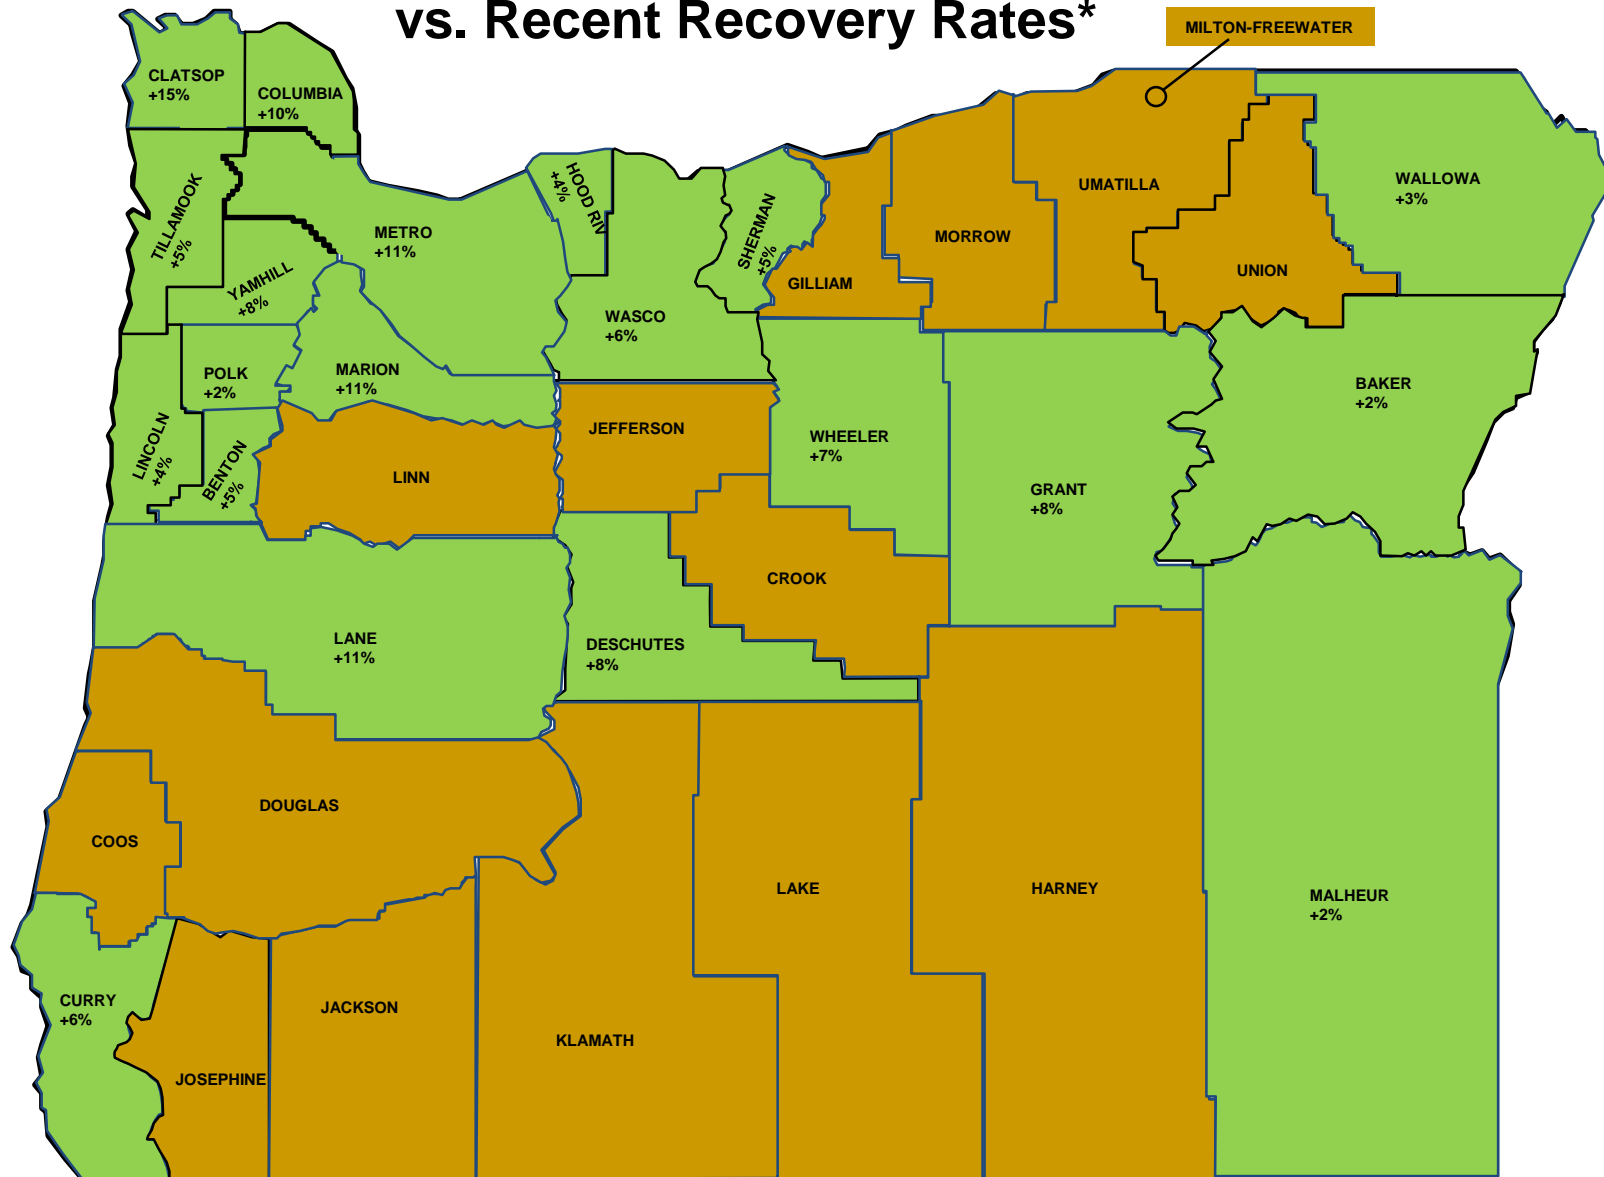 vs. Recent Recovery Rates*
MILTON-FREEWATER
CLATSOP
+15%
COLUMBIA
+10%
TILLAMOOK
+5%
METRO
+11%
HOOD RIV
+4%
SHERMAN
+5%
UMATILLA
WALLOWA
+3%
MORROW
GILLIAM
UNION
YAMHILL
+8%
WASCO
+6%
POLK
+2%
MARION
+11%
BAKER
+2%
JEFFERSON
WHEELER
+7%
LINCOLN
+4%
BENTON
+5%
LINN
GRANT
+8%
CROOK
LANE
+11%
DESCHUTES
+8%
DOUGLAS
COOS
LAKE
HARNEY
MALHEUR
+2%
CURRY
+6%
JACKSON
KLAMATH
JOSEPHINE